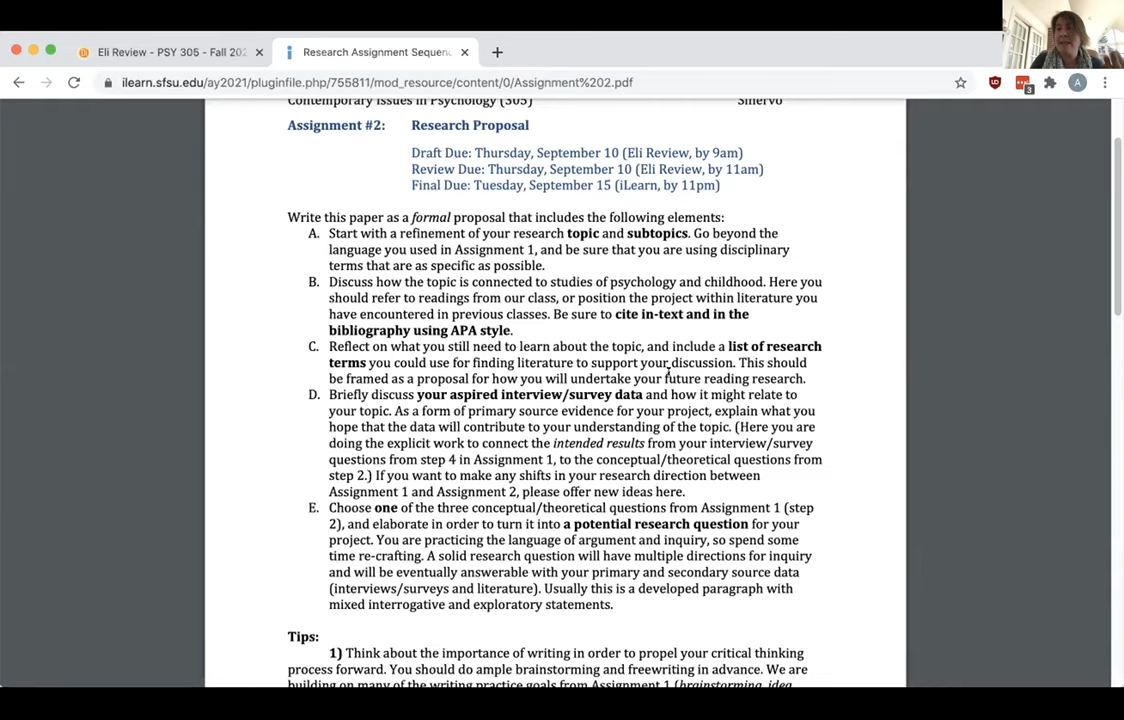 Eli Review - PSY 305 - Fall 202
Research Assignment Sequenc
ilearn.sfsu.edu/ay2021/pluginfile.php/755811/mod_resource/content/0/Assignment%202.pdf
3
A
Contemporary Issues in Psychology (305) Sinervo
Assignment #2: Research Proposal
Draft Due: Thursday, September 10 (Eli Review, by 9am)
Review Due: Thursday, September 10 (Eli Review, by 11am)
Final Due: Tuesday, September 15 (iLearn, by 11pm)
Write this paper as a formal proposal that includes the following elements:
A. Start with a refinement of your research topic and subtopics. Go beyond the
language you used in Assignment 1, and be sure that you are using disciplinary
terms that are as specific as possible.
B. Discuss how the topic is connected to studies of psychology and childhood. Here you
should refer to readings from our class, or position the project within literature you
have encountered in previous classes. Be sure to cite in-text and in the
bibliography using APA style.
C. Reflect on what you still need to learn about the topic, and include a list of research
terms you could use for finding literature to support your discussion. This should
be framed as a proposal for how you will undertake your future reading research.
D. Briefly discuss your aspired interview/survey data and how it might relate to
your topic. As a form of primary source evidence for your project, explain what you
hope that the data will contribute to your understanding of the topic. (Here you are
doing the explicit work to connect the intended results from your interview/survey
questions from step 4 in Assignment 1, to the conceptual/theoretical questions from
step 2.) If you want to make any shifts in your research direction between
Assignment 1 and Assignment 2, please offer new ideas here.
E. Choose one of the three conceptual/theoretical questions from Assignment 1 (step
2), and elaborate in order to turn it into a potential research question for your
project. You are practicing the language of argument and inquiry, so spend some
time re-crafting. A solid research question will have multiple directions for inquiry
and will be eventually answerable with your primary and secondary source data
(interviews/surveys and literature). Usually this is a developed paragraph with
mixed interrogative and exploratory statements.
Tips:
1) Think about the importance of writing in order to propel your critical thinking
process forward. You should do ample brainstorming and freewriting in advance. We are
building on many of the writing practice goals from Assignment 1 (brainstorming, idea